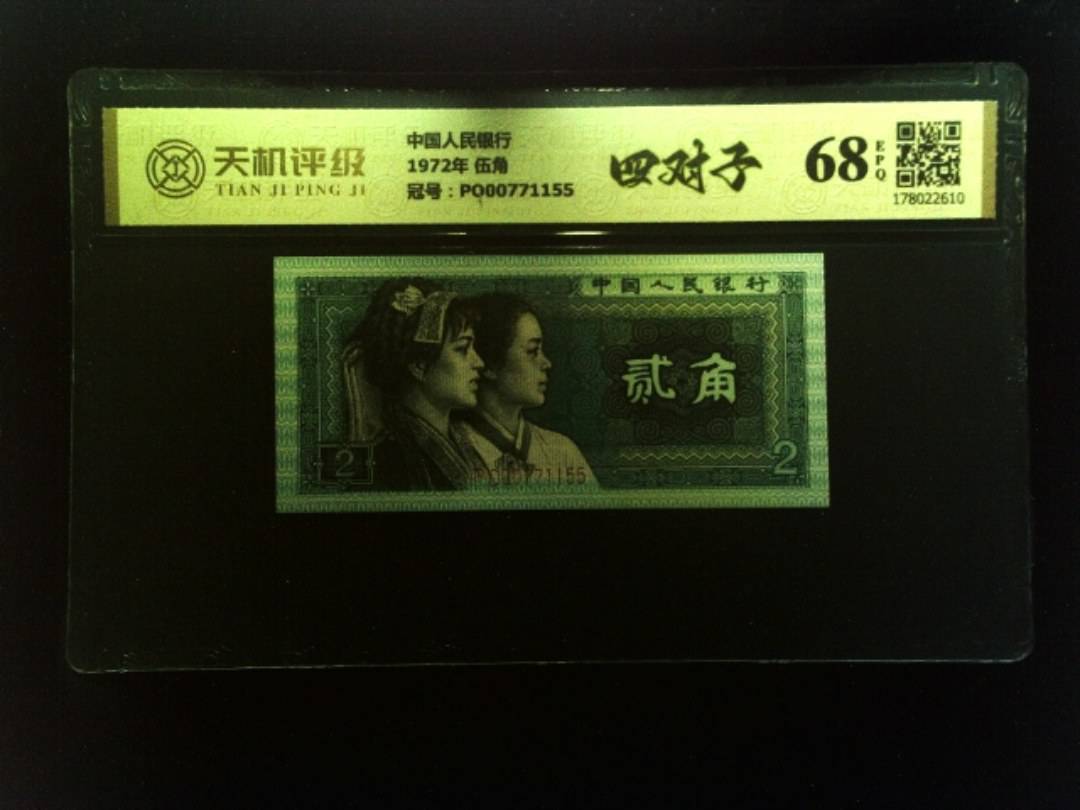 天机评级
TIAN JI PING JI
中国人民银行
1972年 伍角
冠号：PO00771155
四对子
68
EPQ
178022610
中国人民银行
贰角
2
2
PO00771155